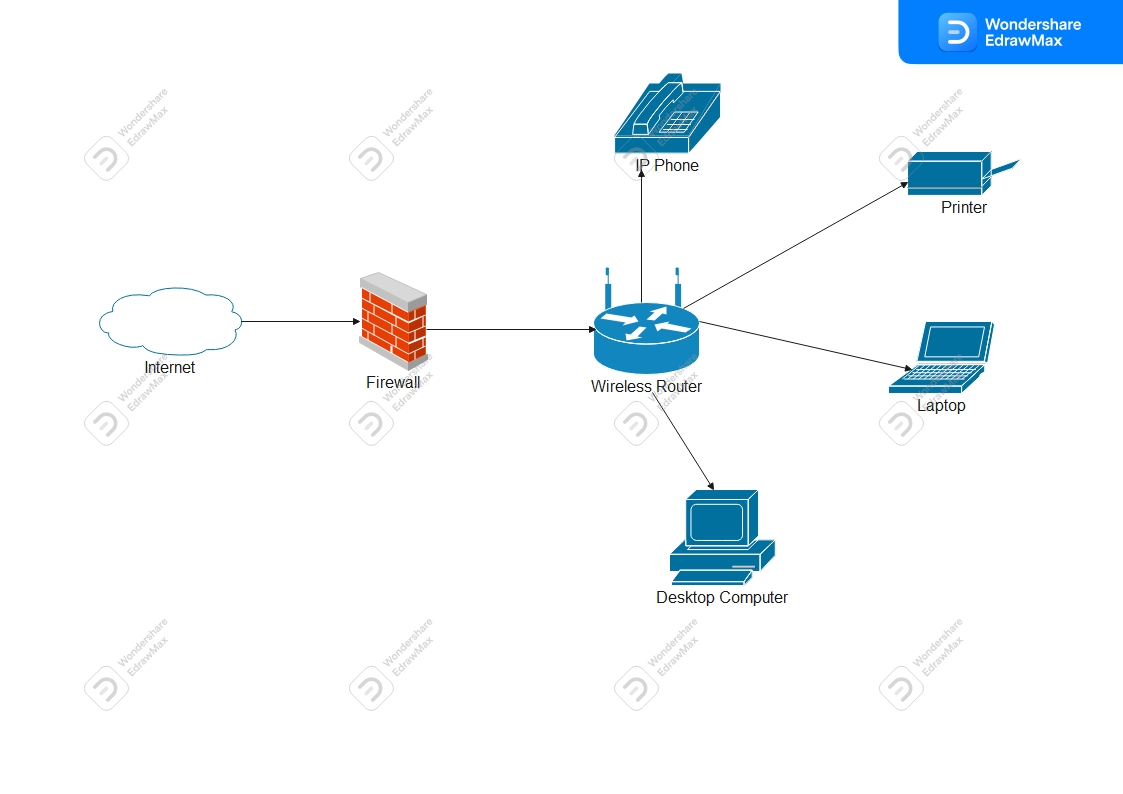 Wondershare
EdrawMax
Wondershare
EdrawMax
Wondershare
EdrawMax
Wondershare
EdrawMax
Wondershare
EdrawMax
IP Phone
Printer
Internet
Firewall
Wireless Router
Laptop
Wondershare
EdrawMax
Wondershare
EdrawMax
Wondershare
EdrawMax
Wondershare
EdrawMax
Desktop Computer
Wondershare
EdrawMax
Wondershare
EdrawMax
Wondershare
EdrawMax
Wondershare
EdrawMax